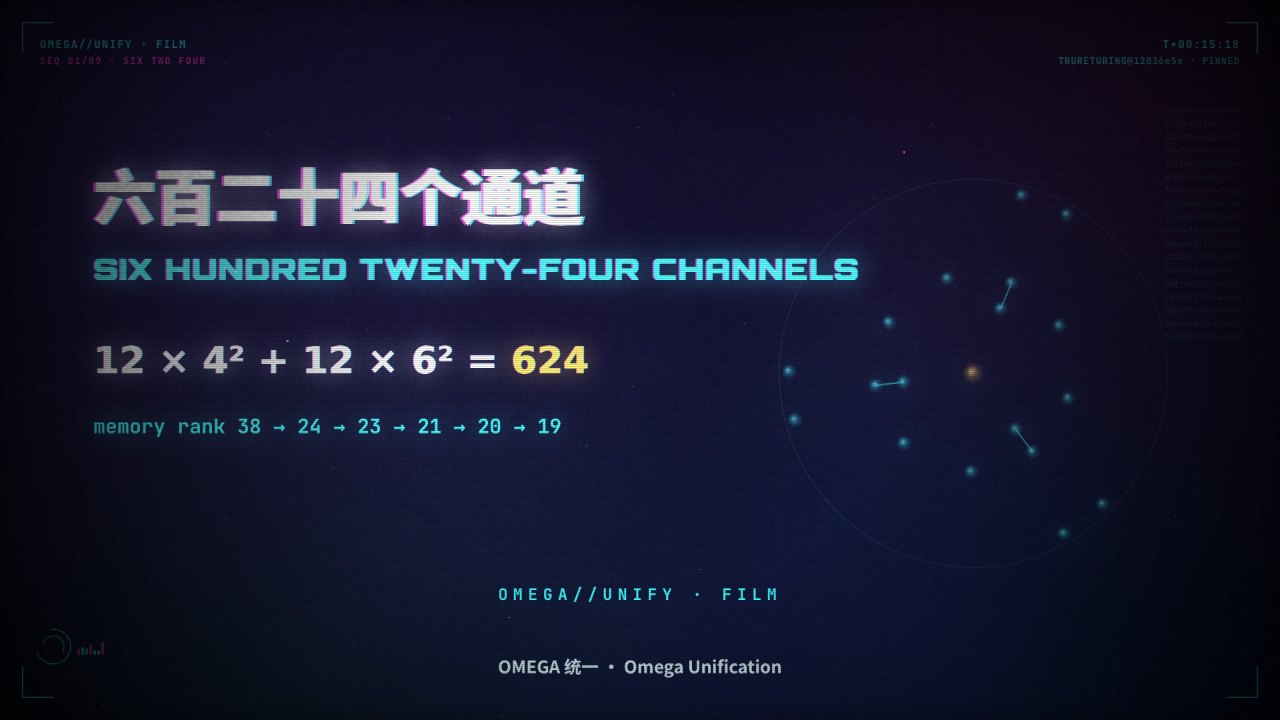 OMEGA//UNIFY · FILM
SEQ 01/09 · SIX TWO FOUR
T+00:15:18
TRURETURING@12036e5e · PINNED
六百二十四个通道
SIX HUNDRED TWENTY-FOUR CHANNELS
12 × 4² + 12 × 6² = 624
memory rank 38 → 24 → 23 → 21 → 20 → 19
OMEGA//UNIFY · FILM
OMEGA 统一 • Omega Unification